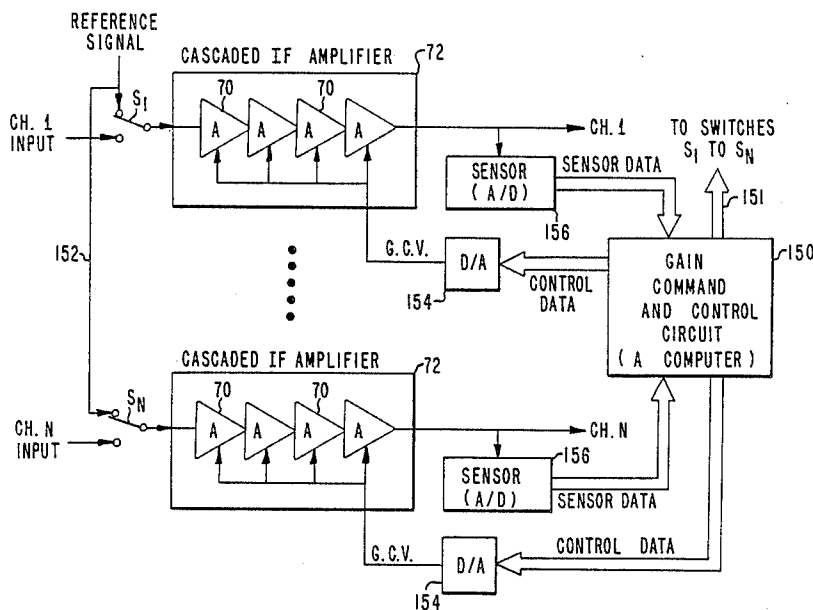 REFERENCE
SIGNAL
CASCADED IF AMPLIFIER
72
70
70
S1
CH. 1
INPUT
A
A
A
A
CH. 1
SENSOR
(A/D)
SENSOR DATA
156
TO SWITCHES
S1 TO SN
151
152
G.C.V.
D/A
154
CONTROL
DATA
150
GAIN
COMMAND
AND CONTROL
CIRCUIT
(A COMPUTER)
CASCADED IF AMPLIFIER
72
70
70
SN
CH. N
INPUT
A
A
A
A
CH. N
156
SENSOR
(A/D)
SENSOR DATA
G.C.V.
D/A
154
CONTROL DATA